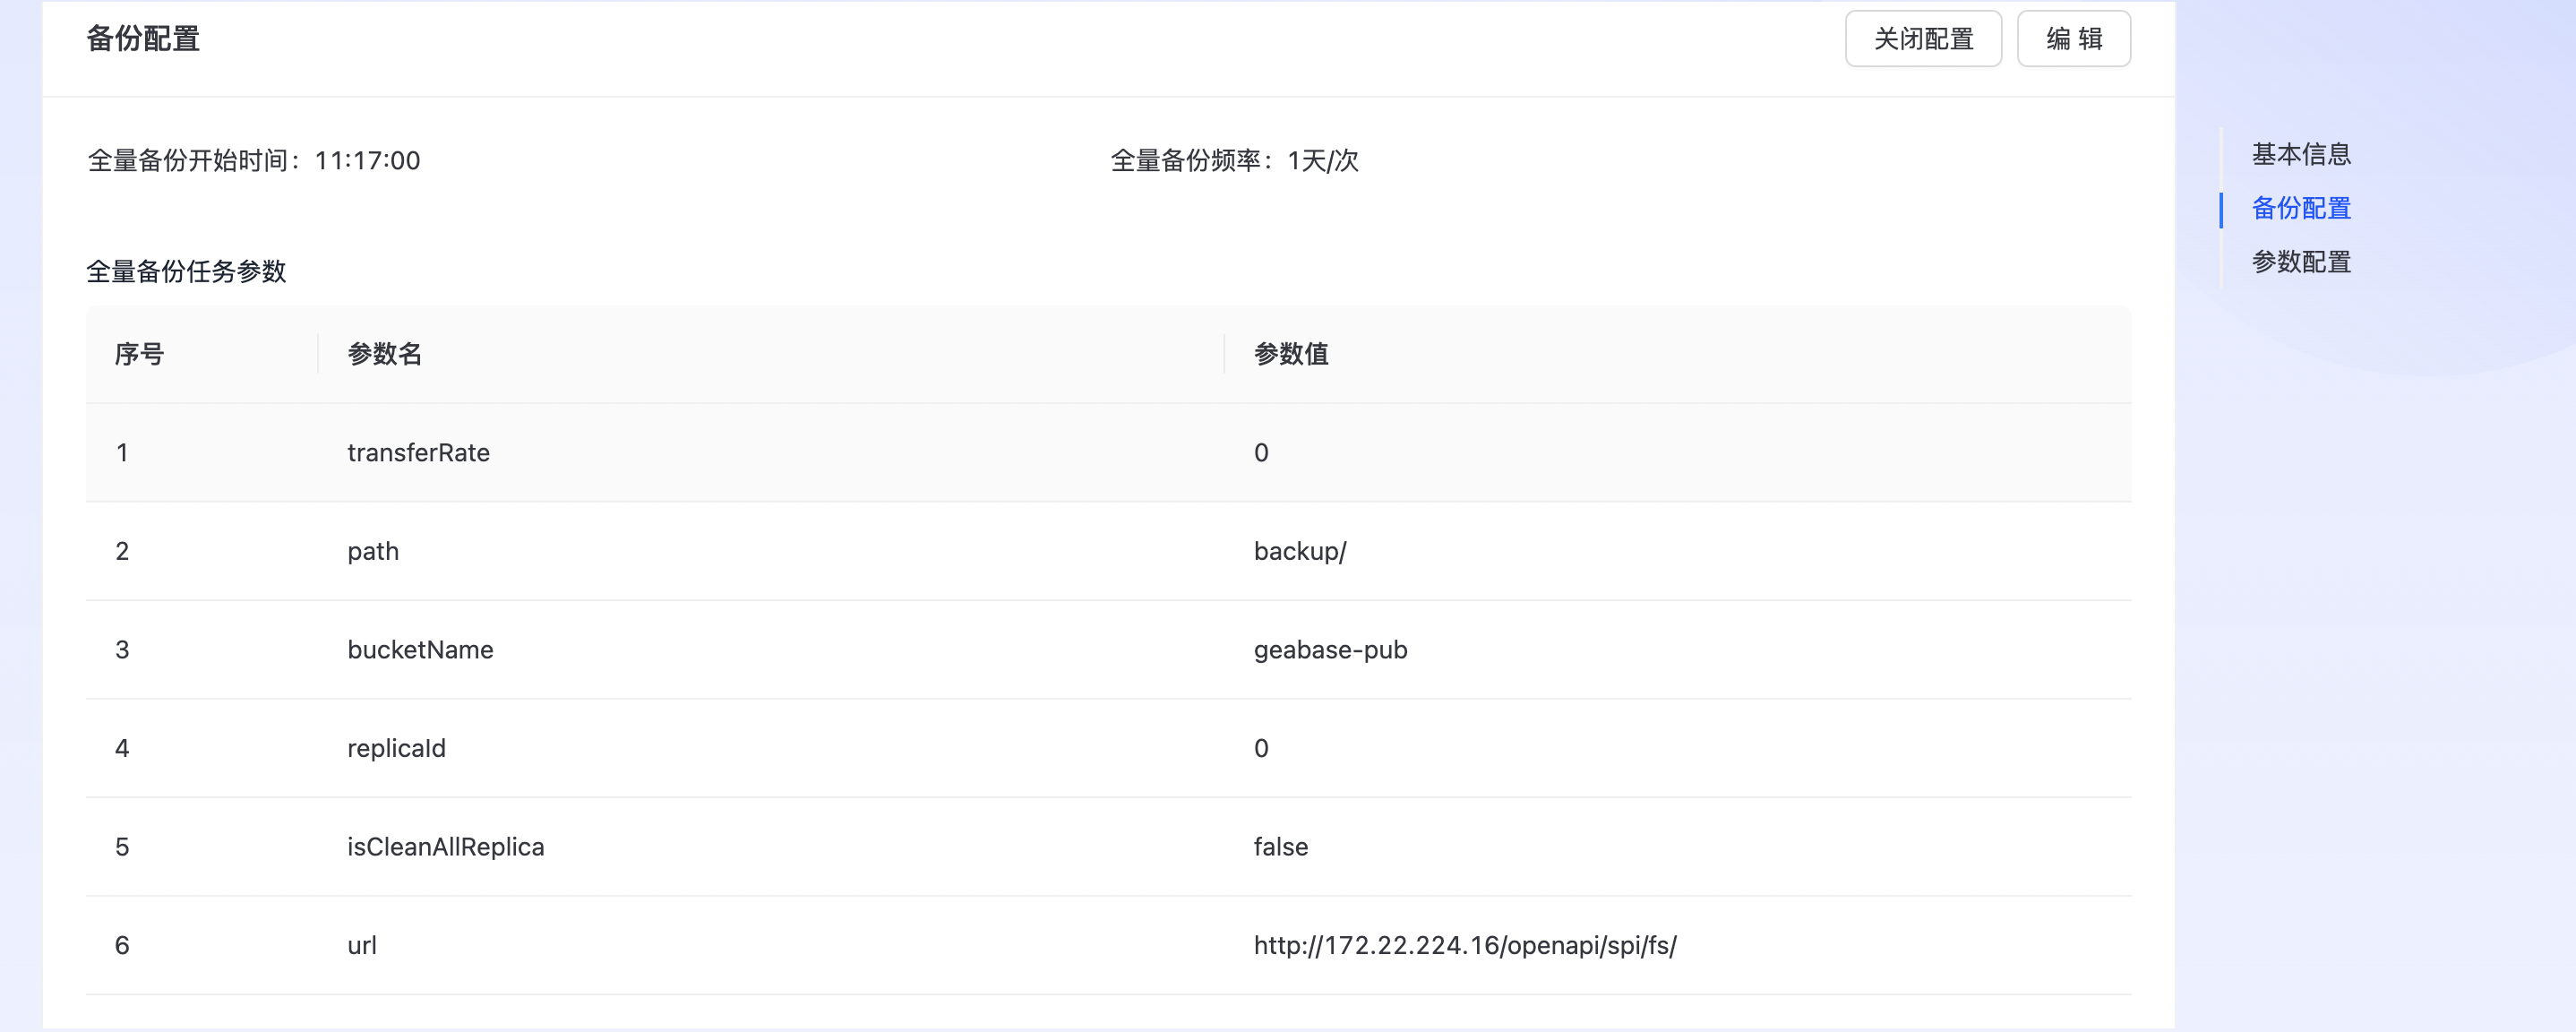 备份配置
关闭配置
编 辑
全量备份开始时间：11:17:00
全量备份频率：1天/次
全量备份任务参数
序号 参数名 参数值
1 transferRate 0
2 path backup/
3 bucketName geabase-pub
4 replicaId 0
5 isCleanAllReplica false
6 url http://172.22.224.16/openapi/spi/fs/
基本信息
备份配置
参数配置